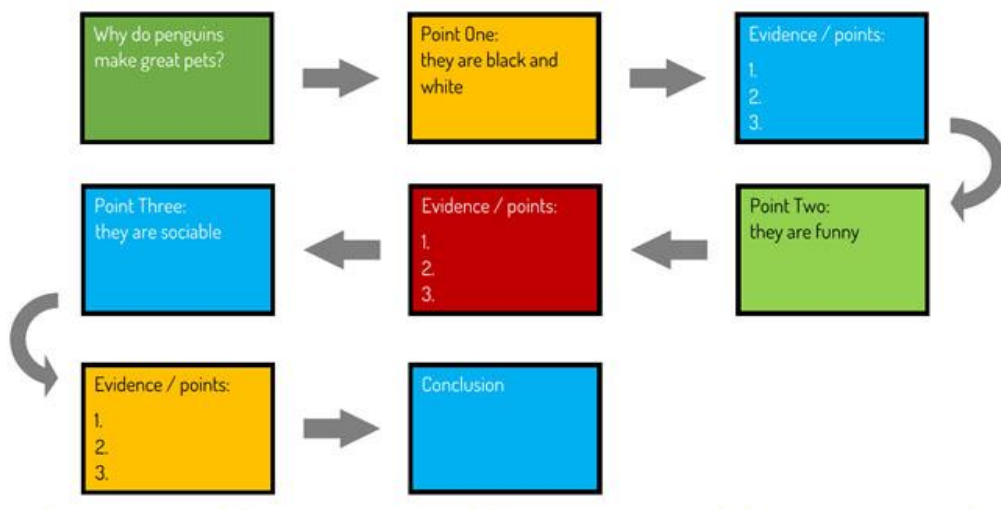 Why do penguins
make great pets?
Point One:
they are black and
white
Evidence / points:
1.
2.
3.
Point Two:
they are funny
Evidence / points:
1.
2.
3.
Point Three:
they are sociable
Evidence / points:
1.
2.
3.
Conclusion